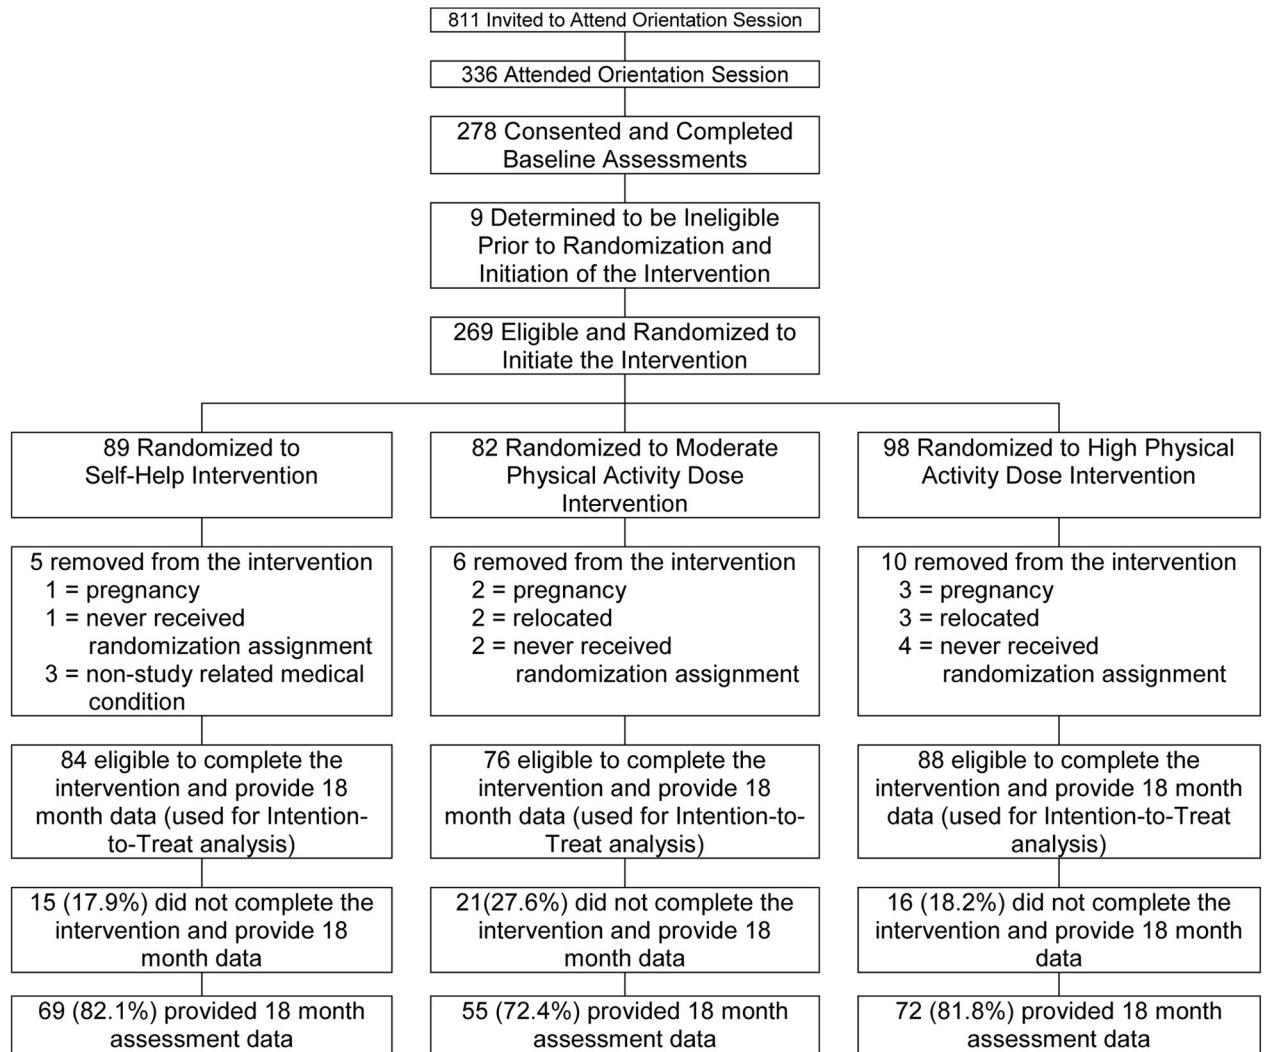 811 Invited to Attend Orientation Session
336 Attended Orientation Session
278 Consented and Completed
Baseline Assessments
9 Determined to be Ineligible
Prior to Randomization and
Initiation of the Intervention
269 Eligible and Randomized to
Initiate the Intervention
89 Randomized to
Self-Help Intervention
5 removed from the intervention
1 = pregnancy
1 = never received
randomization assignment
3 = non-study related medical
condition
84 eligible to complete the
intervention and provide 18
month data (used for Intention-
to-Treat analysis)
15 (17.9%) did not complete the
intervention and provide 18
month data
69 (82.1%) provided 18 month
assessment data
82 Randomized to Moderate
Physical Activity Dose
Intervention
6 removed from the intervention
2 = pregnancy
2 = relocated
2 = never received
randomization assignment
76 eligible to complete the
intervention and provide 18
month data (used for Intention-to-
Treat analysis)
21(27.6%) did not complete the
intervention and provide 18
month data
55 (72.4%) provided 18 month
assessment data
98 Randomized to High Physical
Activity Dose Intervention
10 removed from the intervention
3 = pregnancy
3 = relocated
4 = never received
randomization assignment
88 eligible to complete the
intervention and provide 18 month
data (used for Intention-to-Treat
analysis)
16 (18.2%) did not complete the
intervention and provide 18 month
data
72 (81.8%) provided 18 month
assessment data